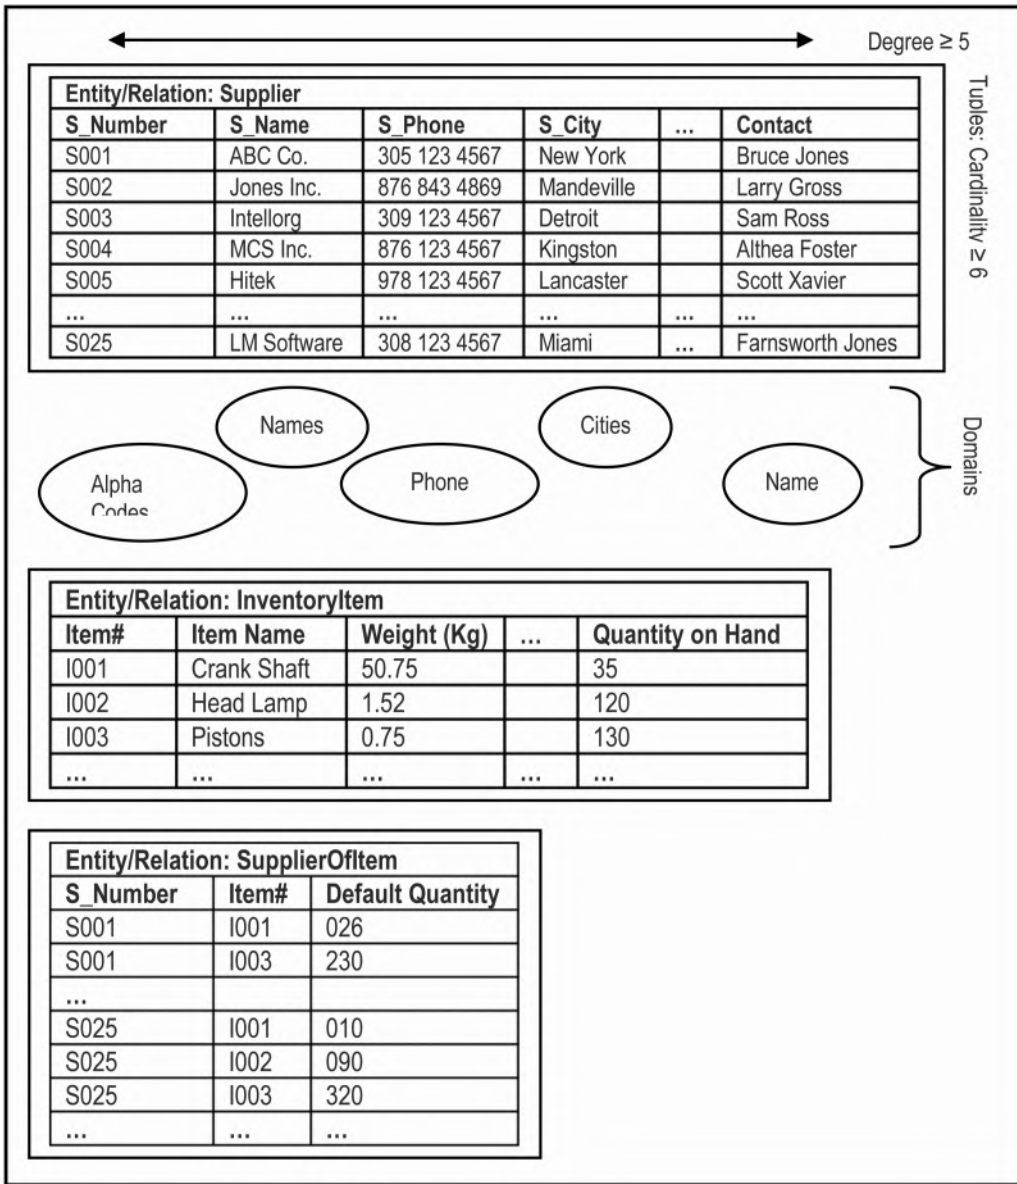 Degree ≥ 5
Tuples: Cardinality ≥ 6
Entity/Relation: Supplier
S_Number S_Name S_Phone S_City ... Contact
S001 ABC Co. 305 123 4567 New York Bruce Jones
S002 Jones Inc. 876 843 4869 Mandeville Larry Gross
S003 Intellorg 309 123 4567 Detroit Sam Ross
S004 MCS Inc. 876 123 4567 Kingston Althea Foster
S005 Hitek 978 123 4567 Lancaster Scott Xavier
... ... ... ... ... ...
S025 LM Software 308 123 4567 Miami ... Farnsworth Jones
Names
Cities
Alpha
Codes
Phone
Name
Domains
Entity/Relation: InventoryItem
Item# Item Name Weight (Kg) ... Quantity on Hand
I001 Crank Shaft 50.75 35
I002 Head Lamp 1.52 120
I003 Pistons 0.75 130
... ... ... ... ...
Entity/Relation: SupplierOfItem
S_Number Item# Default Quantity
S001 I001 026
S001 I003 230
...
S025 I001 010
S025 I002 090
S025 I003 320
... ... ...